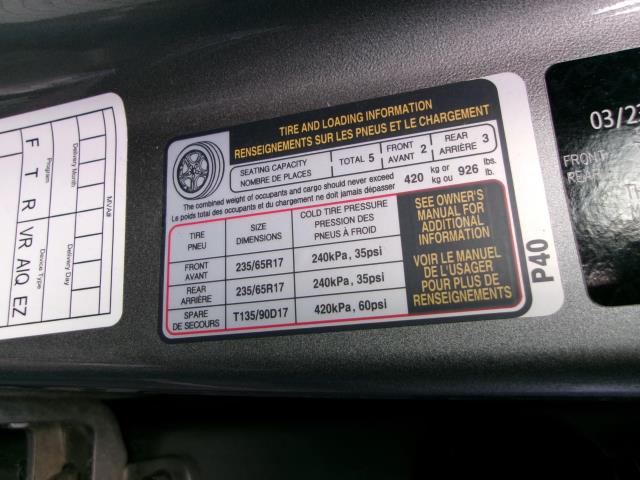 TIRE AND LOADING INFORMATION
RENSEIGNEMENTS SUR LES PNEUS ET LE CHARGEMENT
SEATING CAPACITY
NOMBRE DE PLACES
TOTAL 5
FRONT
AVANT 2
REAR
ARRIÈRE 3
The combined weight of occupants and cargo should never exceed
Le poids total des occupants et du chargement ne doit jamais dépasser
420 kg or 926 lbs.
kg ou lb.
TIRE
PNEU
SIZE
DIMENSIONS
COLD TIRE PRESSURE
PRESSION DES
PNEUS À FROID
FRONT
AVANT
235/65R17
240kPa, 35psi
REAR
ARRIÈRE
235/65R17
240kPa, 35psi
SPARE
DE SECOURS
T135/90D17
420kPa, 60psi
SEE OWNER'S
MANUAL FOR
ADDITIONAL
INFORMATION
VOIR LE MANUEL
DE L'USAGER
POUR PLUS DE
RENSEIGNEMENTS
P40
03/23
FRONT
REAR
MVAB
Delivery Month
Delivery Day
Program
Device Type
F T R VR AIQ EZ